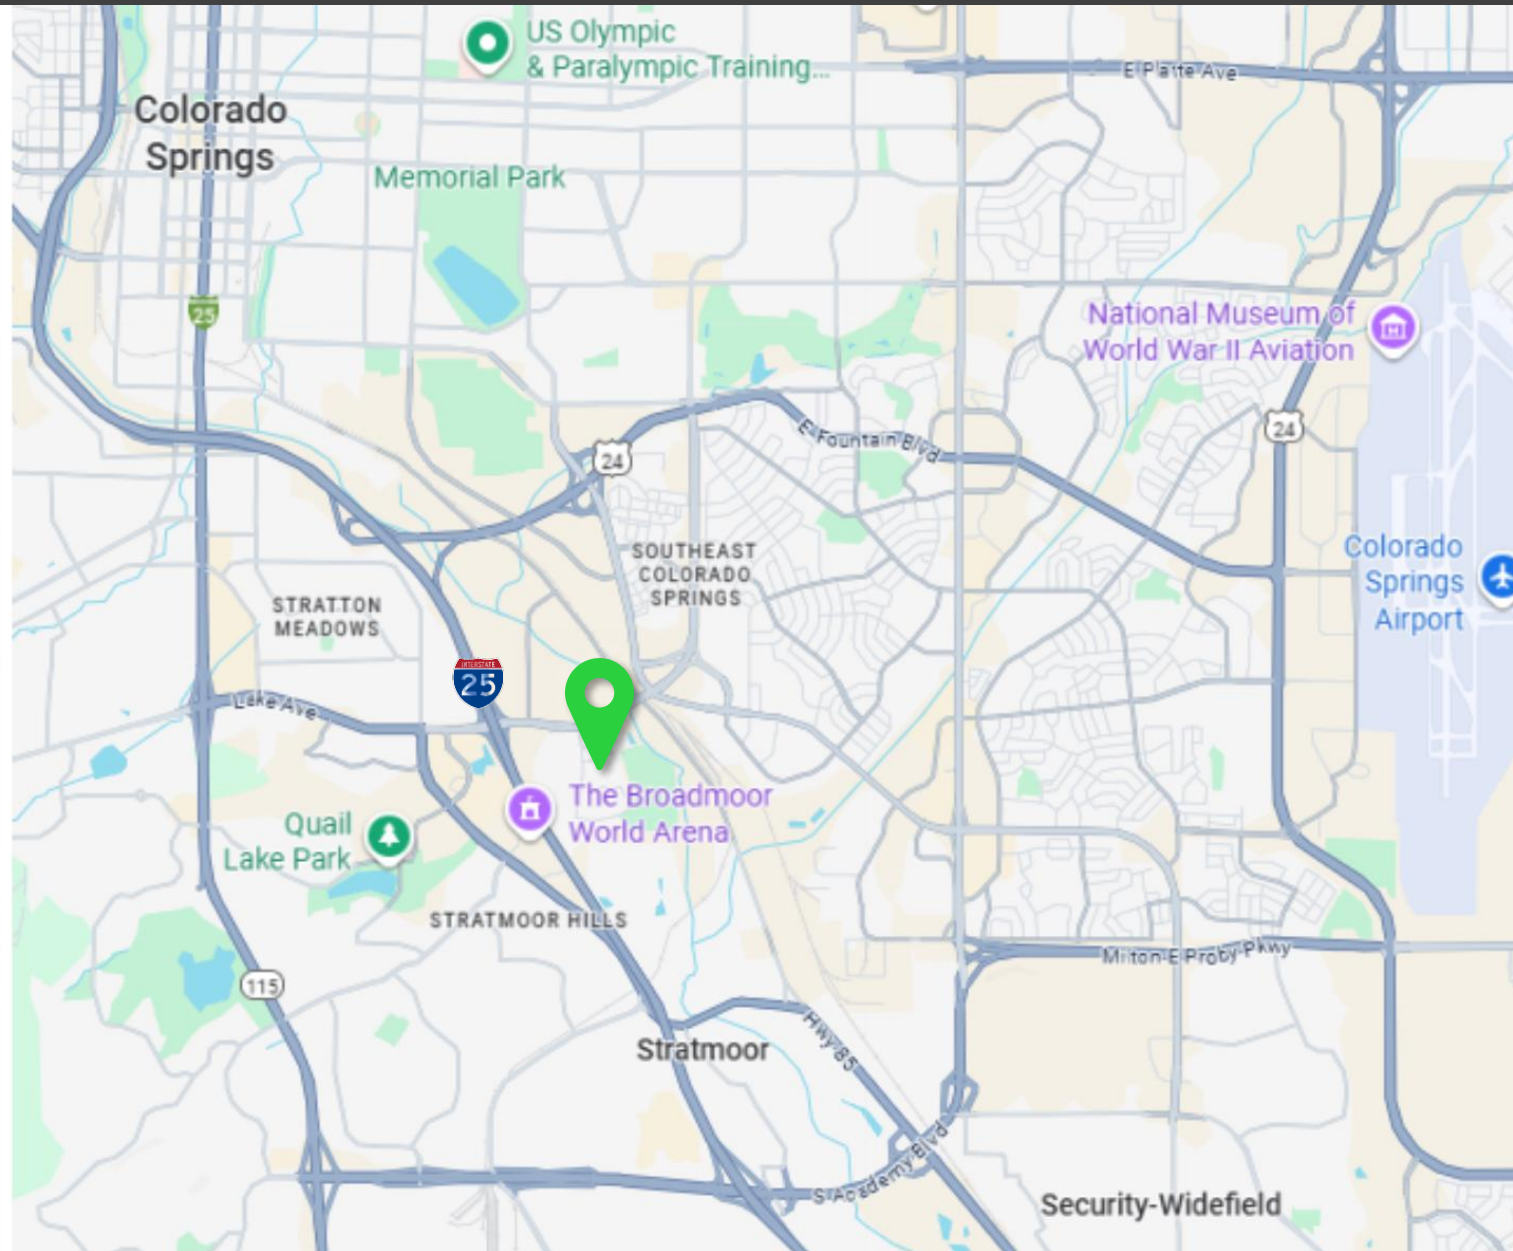 US Olympic
& Paralympic Training...
E Platte Ave
Colorado
Springs
Memorial Park
25
National Museum of
World War II Aviation
24
E Fountain Blvd
24
SOUTHEAST
COLORADO
SPRINGS
Colorado
Springs
Airport
STRATTON
MEADOWS
INTERSTATE
25
Lake Ave
The Broadmoor
World Arena
Quail
Lake Park
STRATMOOR HILLS
Milton E Proby Pkwy
115
Hwy 85
Stratmoor
S Academy Blvd
Security-Widefield